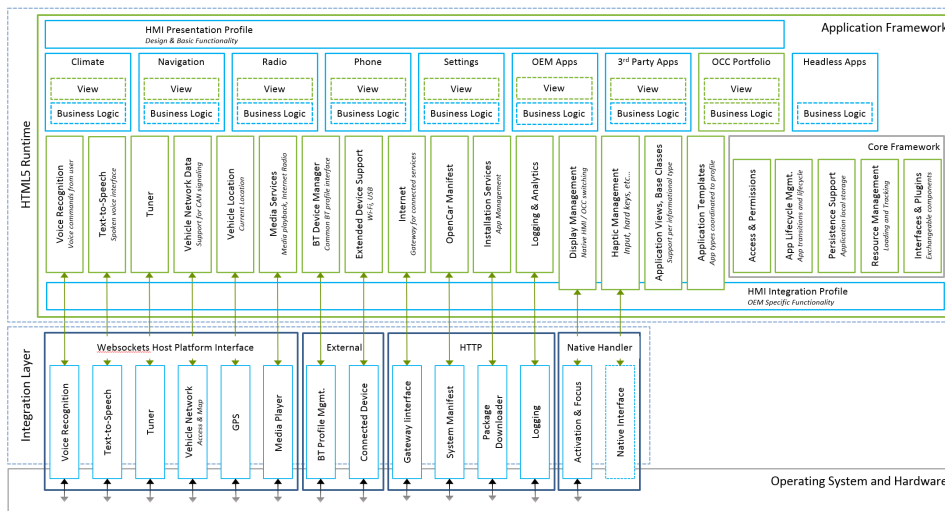 HMI Presentation Profile
Design & Basic Functionality
Application Framework
HTML5 Runtime
Climate
View
Business Logic
Navigation
View
Business Logic
Radio
View
Business Logic
Phone
View
Business Logic
Settings
View
Business Logic
OEM Apps
View
Business Logic
3rd Party Apps
View
Business Logic
OCC Portfolio
View
Business Logic
Headless Apps
Business Logic
Voice Recognition
Voice commands from user
Text-to-Speech
Spoken voice interface
Tuner
Vehicle Network Data
Support for CAN signaling
Vehicle Location
Current Location
Media Services
Media playback, Internet Radio
BT Device Manager
Common BT profile interface
Extended Device Support
Wi-Fi, USB
Internet
Gateway for connected services
OpenCar Manifest
Installation Services
App Management
Logging & Analytics
Display Management
Native HMI / OCC switching
Haptic Management
Input, hard keys, etc...
Application Views, Base Classes
Support per informational type
Application Templates
App types coordinated to profile
Core Framework
Access & Permissions
App Lifecycle Mgmt.
App transitions and lifecycle
Persistence Support
Application local storage
Resource Management
Loading and Tracking
Interfaces & Plugins
Exchangeable components
HMI Integration Profile
OEM Specific Functionality
Integration Layer
Websockets Host Platform Interface
Voice Recognition
Text-to-Speech
Tuner
Vehicle Network
Access & Map
GPS
Media Player
External
BT Profile Mgmt.
Connected Device
HTTP
Gateway Iinterface
System Manifest
Package
Downloader
Logging
Native Handler
Activation & Focus
Native Interface
Operating System and Hardware